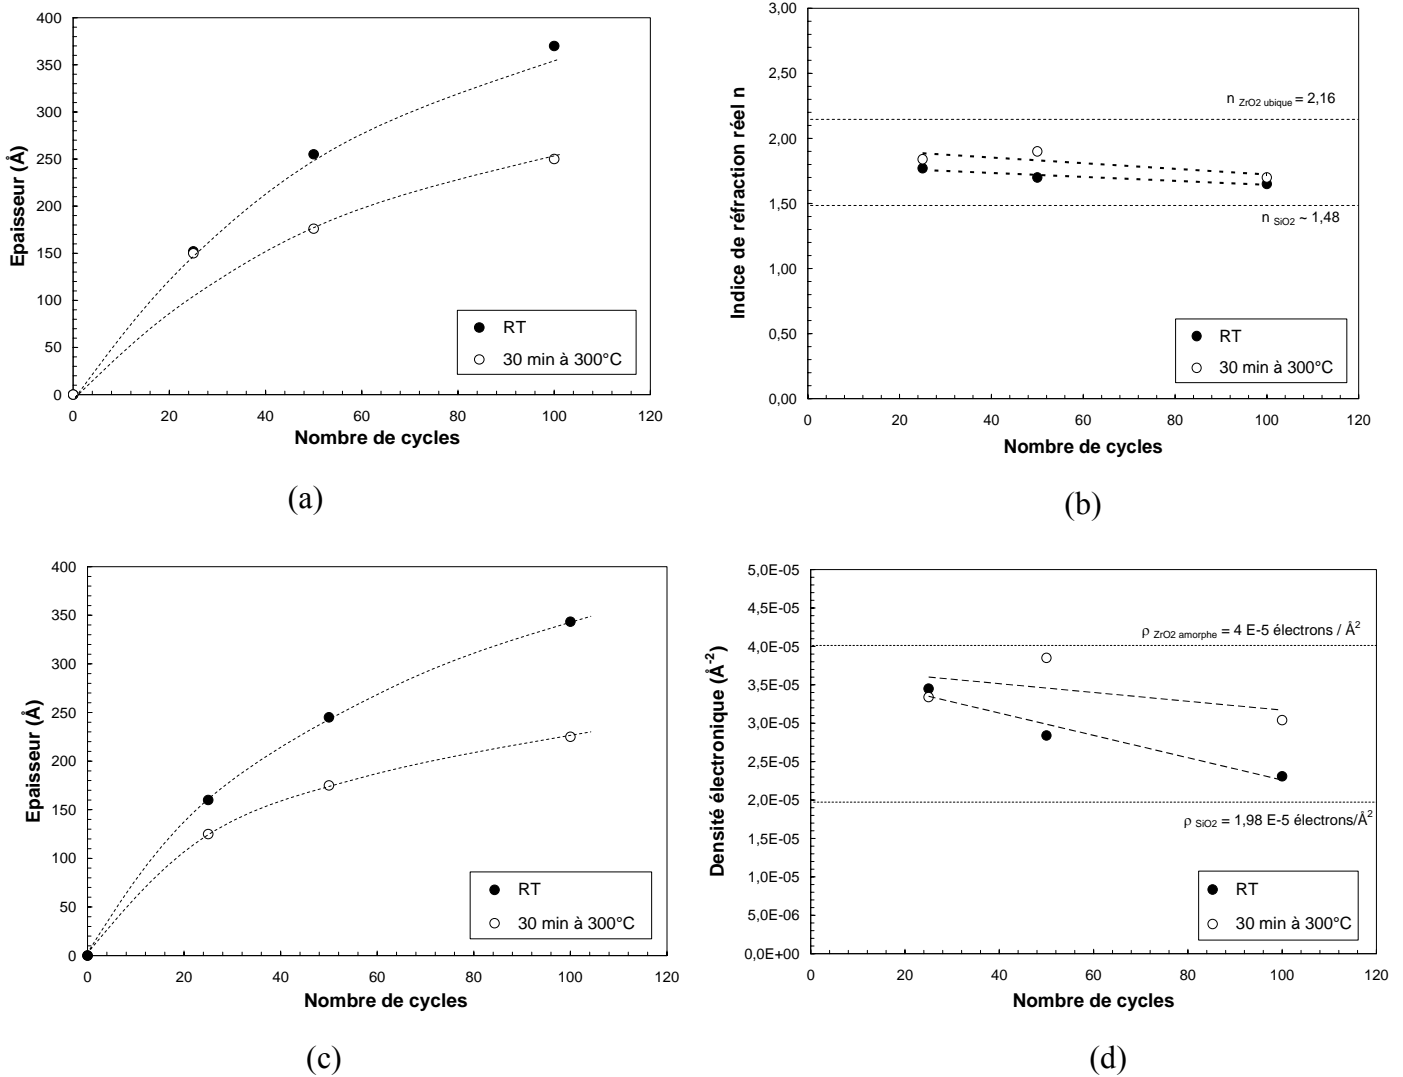 400
350
300
250
200
150
100
50
0
Epaisseur (Å)
0 20 40 60 80 100 120
Nombre de cycles
RT
30 min à 300°C
(a)
3,00
2,50
2,00
1,50
1,00
0,50
0,00
Indice de réfraction réel n
n ZrO2 ubique = 2,16
n SiO2 ~ 1,48
0 20 40 60 80 100 120
Nombre de cycles
RT
30 min à 300°C
(b)
400
350
300
250
200
150
100
50
0
Epaisseur (Å)
0 20 40 60 80 100 120
Nombre de cycles
RT
30 min à 300°C
(c)
5,0E-05
4,5E-05
4,0E-05
3,5E-05
3,0E-05
2,5E-05
2,0E-05
1,5E-05
1,0E-05
5,0E-06
0,0E+00
Densité électronique (Å-2)
ρ ZrO2 amorphe = 4 E-5 électrons / Å2
ρ SiO2 = 1,98 E-5 électrons/Å2
0 20 40 60 80 100 120
Nombre de cycles
RT
30 min à 300°C
(d)